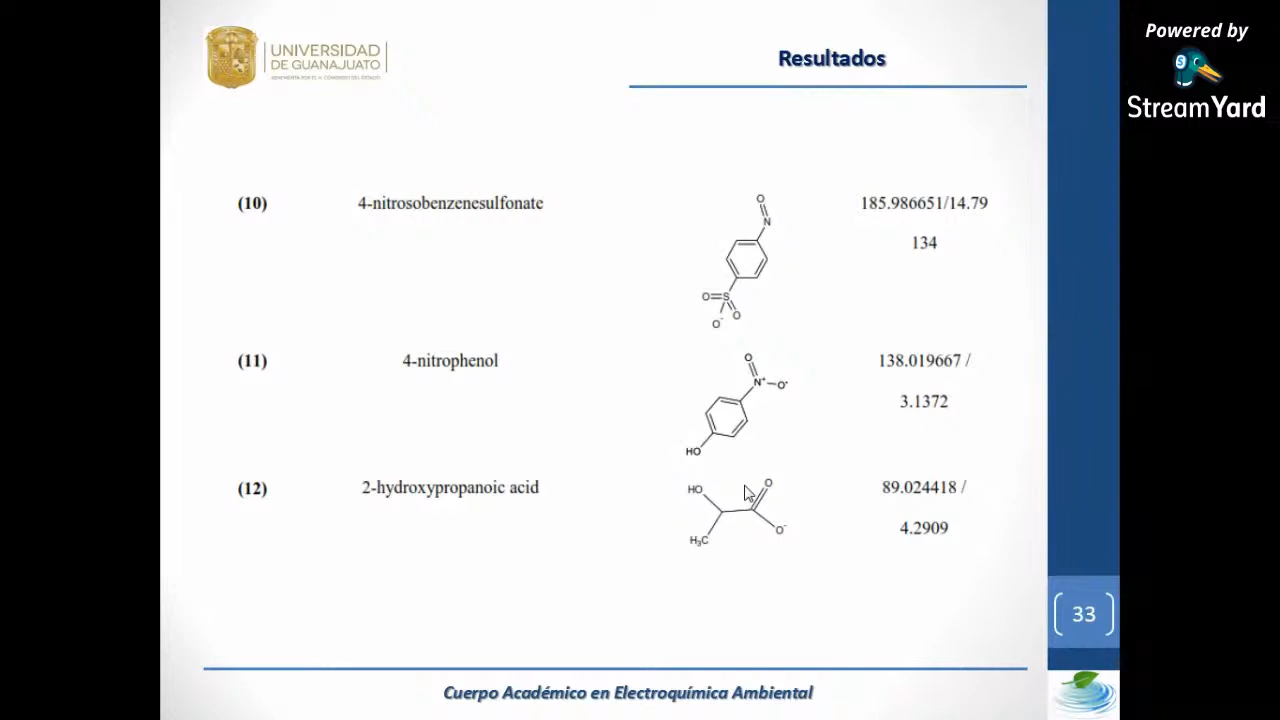 UNIVERSIDAD
DE GUANAJUATO
Resultados
Powered by
StreamYard
(10) 4-nitrosobenzenesulfonate 185.986651/14.79
134
O
N
O S
O
O-
(11) 4-nitrophenol 138.019667 /
3.1372
O
N+ O•
HO
(12) 2-hydroxypropanoic acid 89.024418 /
4.2909
HO O
O-
H3C
33
Cuerpo Académico en Electroquímica Ambiental